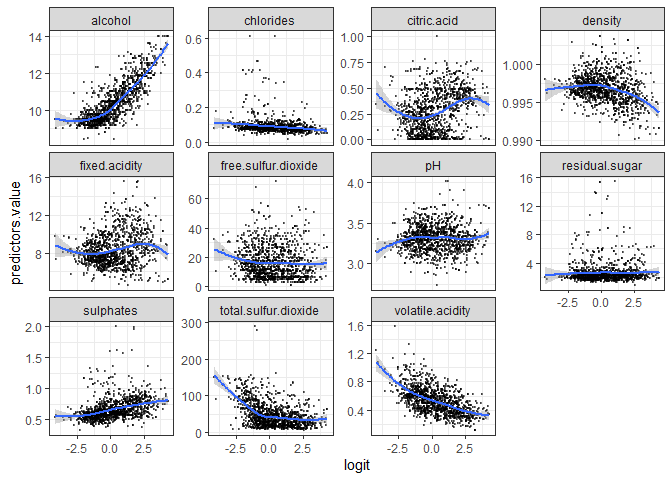 alcohol
chlorides
citric.acid
density
14
12
10
0.6
0.4
0.2
0.0
1.00
0.75
0.50
0.25
0.00
1.000
0.995
0.990
fixed.acidity
free.sulfur.dioxide
pH
residual.sugar
16
12
8
60
40
20
0
4.0
3.5
3.0
16
12
8
4
-2.5 0.0 2.5
sulphates
total.sulfur.dioxide
volatile.acidity
2.0
1.5
1.0
0.5
300
200
100
0
1.6
1.2
0.8
0.4
-2.5 0.0 2.5
-2.5 0.0 2.5
-2.5 0.0 2.5
predictors.value
logit